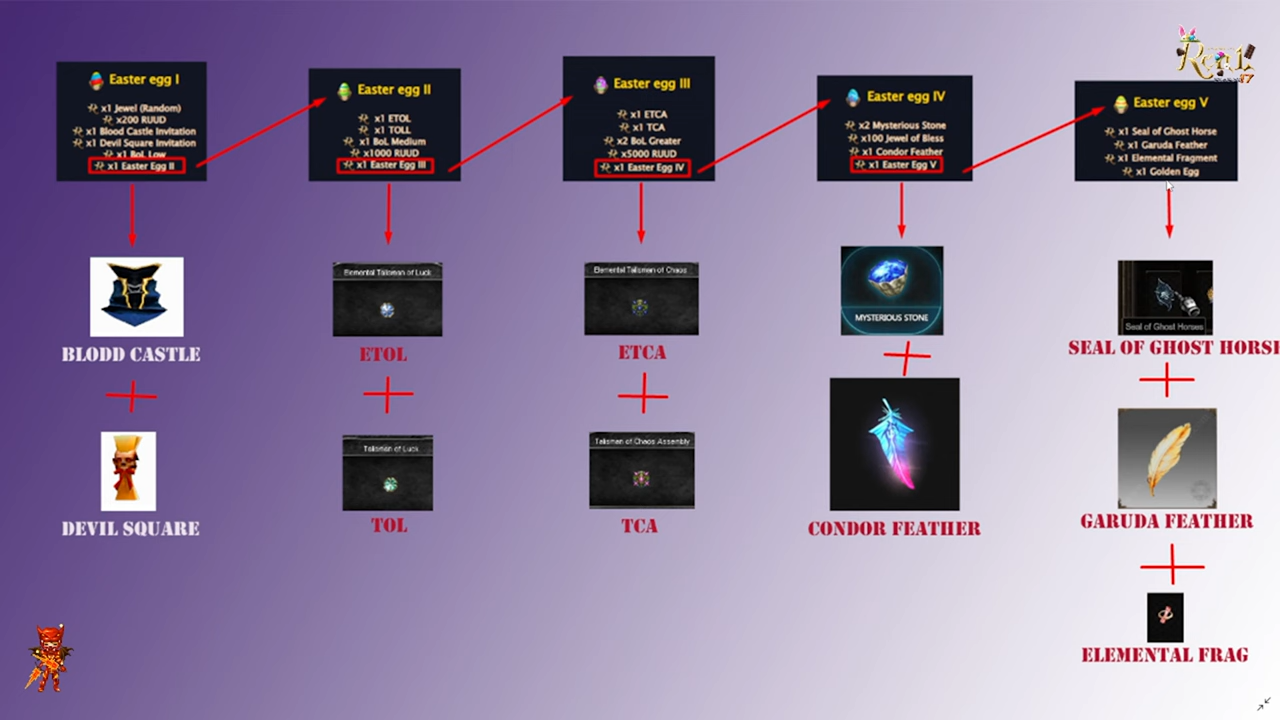 Easter egg I
x1 Jewel (Random)
x200 RUUD
x1 Blood Castle Invitation
x1 Devil Square Invitation
x1 BoL Low
x1 Easter Egg II
Easter egg II
x1 ETOL
x1 TOLL
x1 BoL Medium
x1000 RUUD
x1 Easter Egg III
Easter egg III
x1 ETCA
x1 TCA
x2 BoL Greater
x5000 RUUD
x1 Easter Egg IV
Easter egg IV
x2 Mysterious Stone
x100 Jewel of Bless
x1 Condor Feather
x1 Easter Egg V
Easter egg V
x1 Seal of Ghost Horse
x1 Garuda Feather
x1 Elemental Fragment
x1 Golden Egg
BLODD CASTLE
DEVIL SQUARE
Elemental Talisman of Luck
ETOL
Talisman of Luck
TOL
Elemental Talisman of Chaos
ETCA
Talisman of Chaos Assembly
TCA
MYSTERIOUS STONE
CONDOR FEATHER
Seal of Ghost Horses
SEAL OF GHOST HORSE
GARUDA FEATHER
ELEMENTAL FRAG